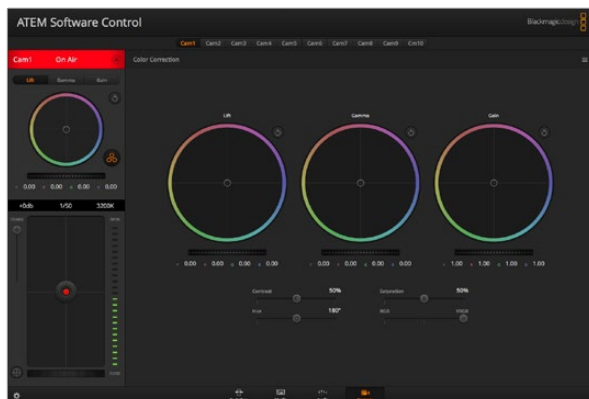 ATEM Software Control
Blackmagicdesign
Cam1 Cam2 Cam3 Cam4 Cam5 Cam6 Cam7 Cam8 Cam9 Cm10
Cam1 On Air
Color Correction
Lift Gamma Gain
Lift Gamma Gain
0.00 0.00 0.00 0.00
+0db 1/50 3200K
0.00 0.00 0.00 0.00
0.00 0.00 0.00 0.00
1.00 1.00 1.00 1.00
Contrast 50%
Saturation 50%
Hue 180°